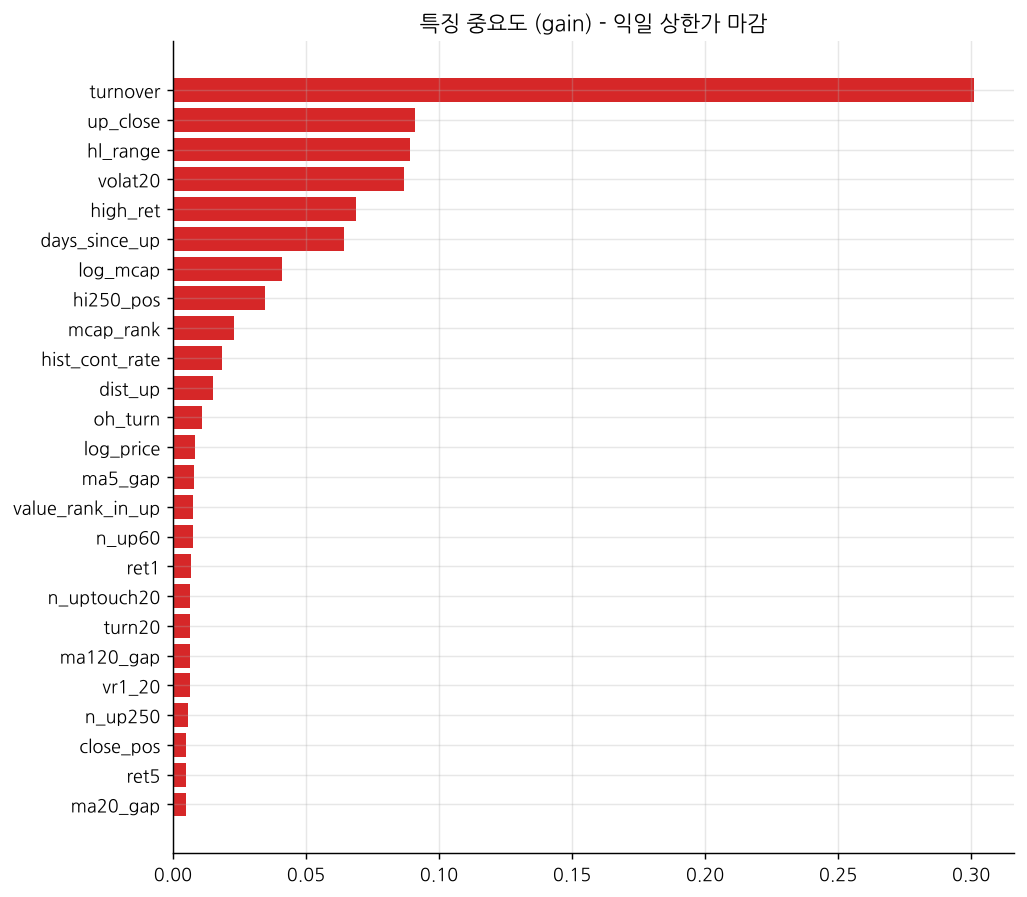 특징 중요도 (gain) - 익일 상한가 마감
turnover
up_close
hl_range
volat20
high_ret
days_since_up
log_mcap
hi250_pos
mcap_rank
hist_cont_rate
dist_up
oh_turn
log_price
ma5_gap
value_rank_in_up
n_up60
ret1
n_uptouch20
turn20
ma120_gap
vr1_20
n_up250
close_pos
ret5
ma20_gap
0.00 0.05 0.10 0.15 0.20 0.25 0.30